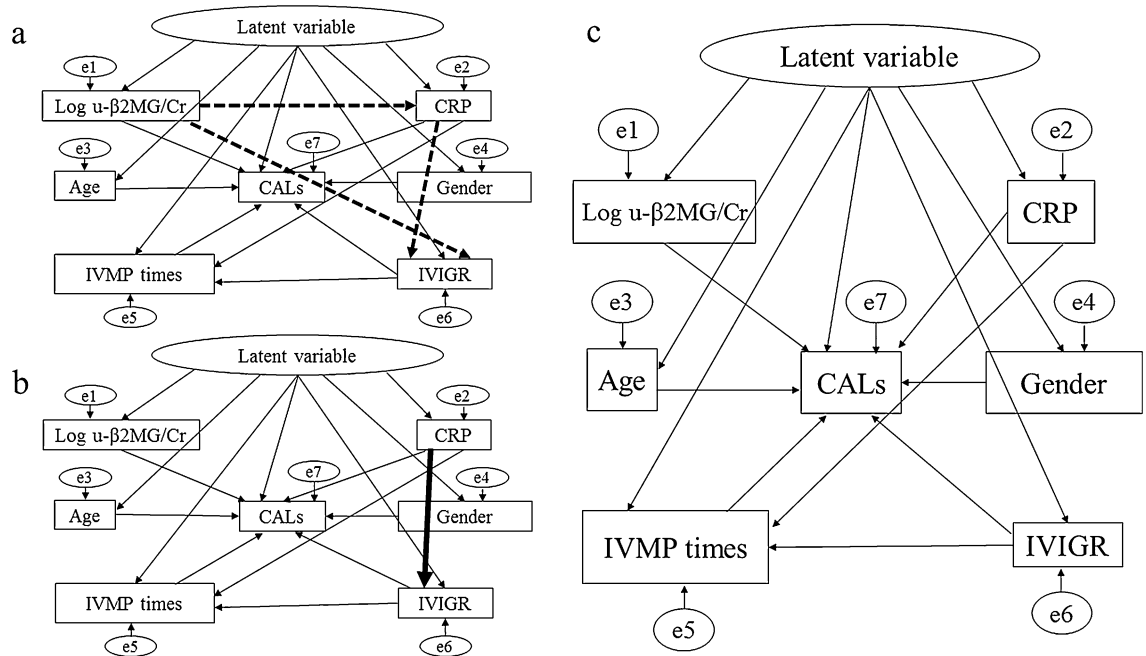 a
Latent variable
e1
e2
Log u-β2MG/Cr
CRP
e3
e7
e4
Age
CALs
Gender
IVMP times
IVIGR
e5
e6
b
Latent variable
e1
e2
Log u-β2MG/Cr
CRP
e3
e7
e4
Age
CALs
Gender
IVMP times
IVIGR
e5
e6
c
Latent variable
e1
e2
Log u-β2MG/Cr
CRP
e3
e7
e4
Age
CALs
Gender
IVMP times
IVIGR
e5
e6